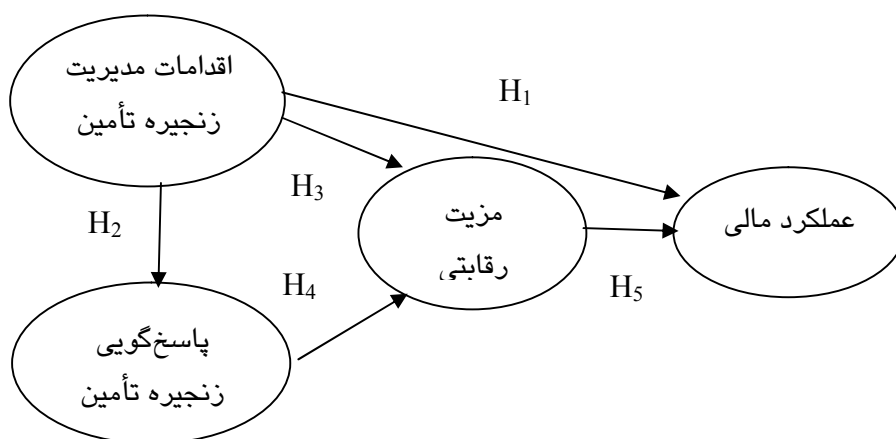 اقدامات مدیریت
زنجیره تأمین
H1
H3
H2
مزیت
رقابتی
عملکرد مالی
H4
H5
پاسخ‌گویی
زنجیره تأمین